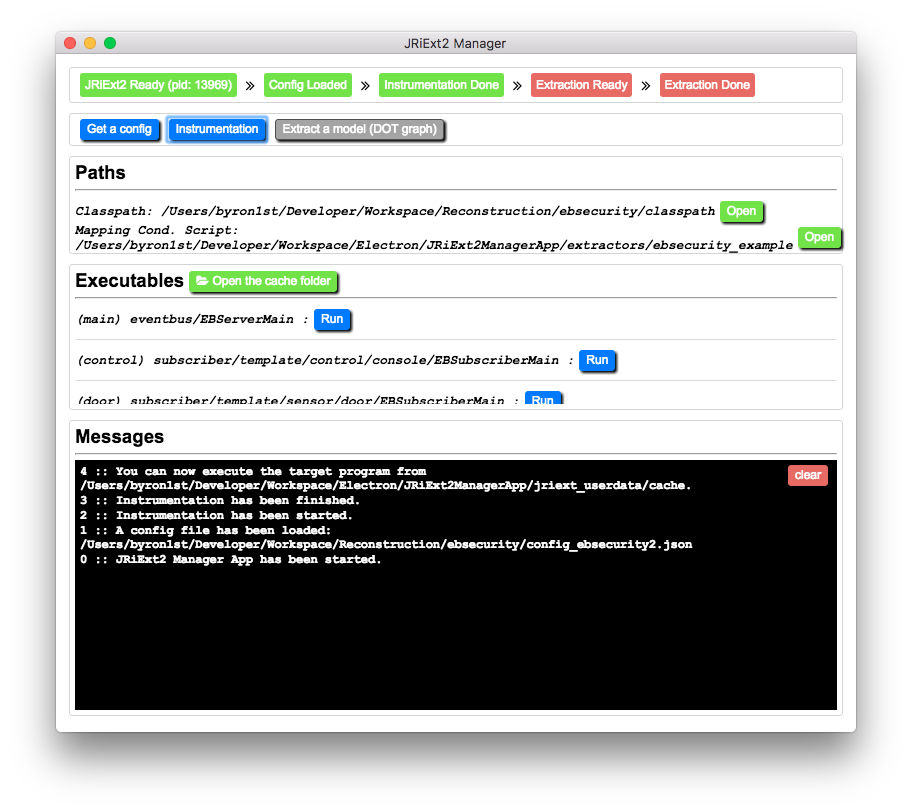 JRiExt2 Manager
JRIExt2 Ready (pid: 13969) » Config Loaded » Instrumentation Done » Extraction Ready » Extraction Done
Get a config Instrumentation Extract a model (DOT graph)
Paths
Classpath: /Users/byron1st/Developer/Workspace/Reconstruction/ebsecurity/classpath Open
Mapping Cond. Script:
/Users/byron1st/Developer/Workspace/Electron/JRiExt2ManagerApp/extractors/ebsecurity_example Open
Executables Open the cache folder
(main) eventbus/EBServerMain : Run
(control) subscriber/template/control/console/EBSubscriberMain : Run
(door) subscriber/template/sensor/door/EBSubscriberMain : Run
Messages
4 :: You can now execute the target program from
/Users/byron1st/Developer/Workspace/Electron/JRiExt2ManagerApp/jriext_userdata/cache.
clear
3 :: Instrumentation has been finished.
2 :: Instrumentation has been started.
1 :: A config file has been loaded:
/Users/byron1st/Developer/Workspace/Reconstruction/ebsecurity/config_ebsecurity2.json
0 :: JRiExt2 Manager App has been started.